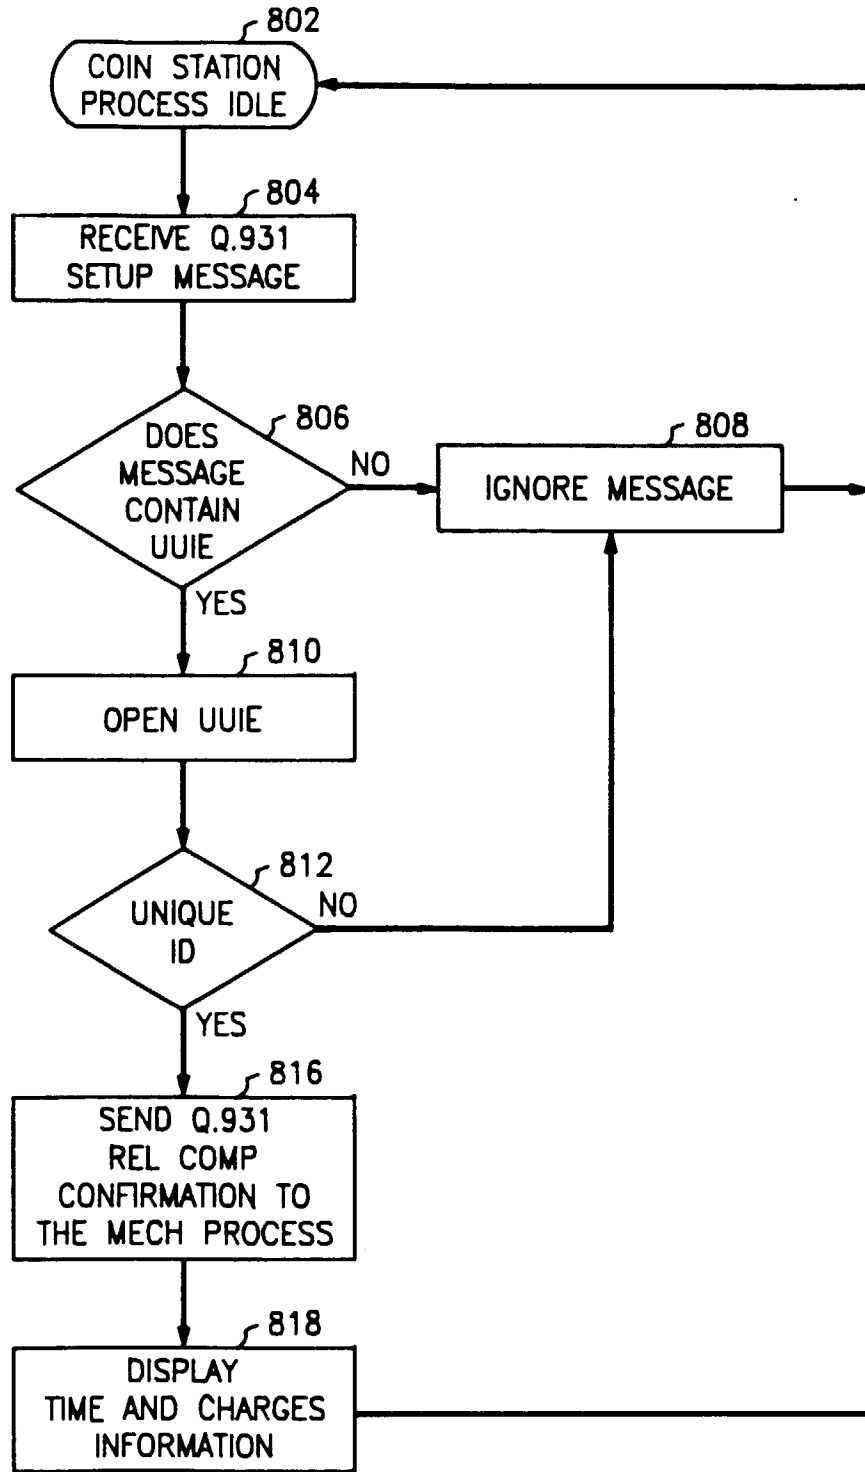 802
COIN STATION
PROCESS IDLE
804
RECEIVE Q.931
SETUP MESSAGE
806
DOES
MESSAGE
CONTAIN
UUIE
NO
808
IGNORE MESSAGE
YES
810
OPEN UUIE
812
UNIQUE
ID
NO
YES
816
SEND Q.931
REL COMP
CONFIRMATION TO
THE MECH PROCESS
818
DISPLAY
TIME AND CHARGES
INFORMATION